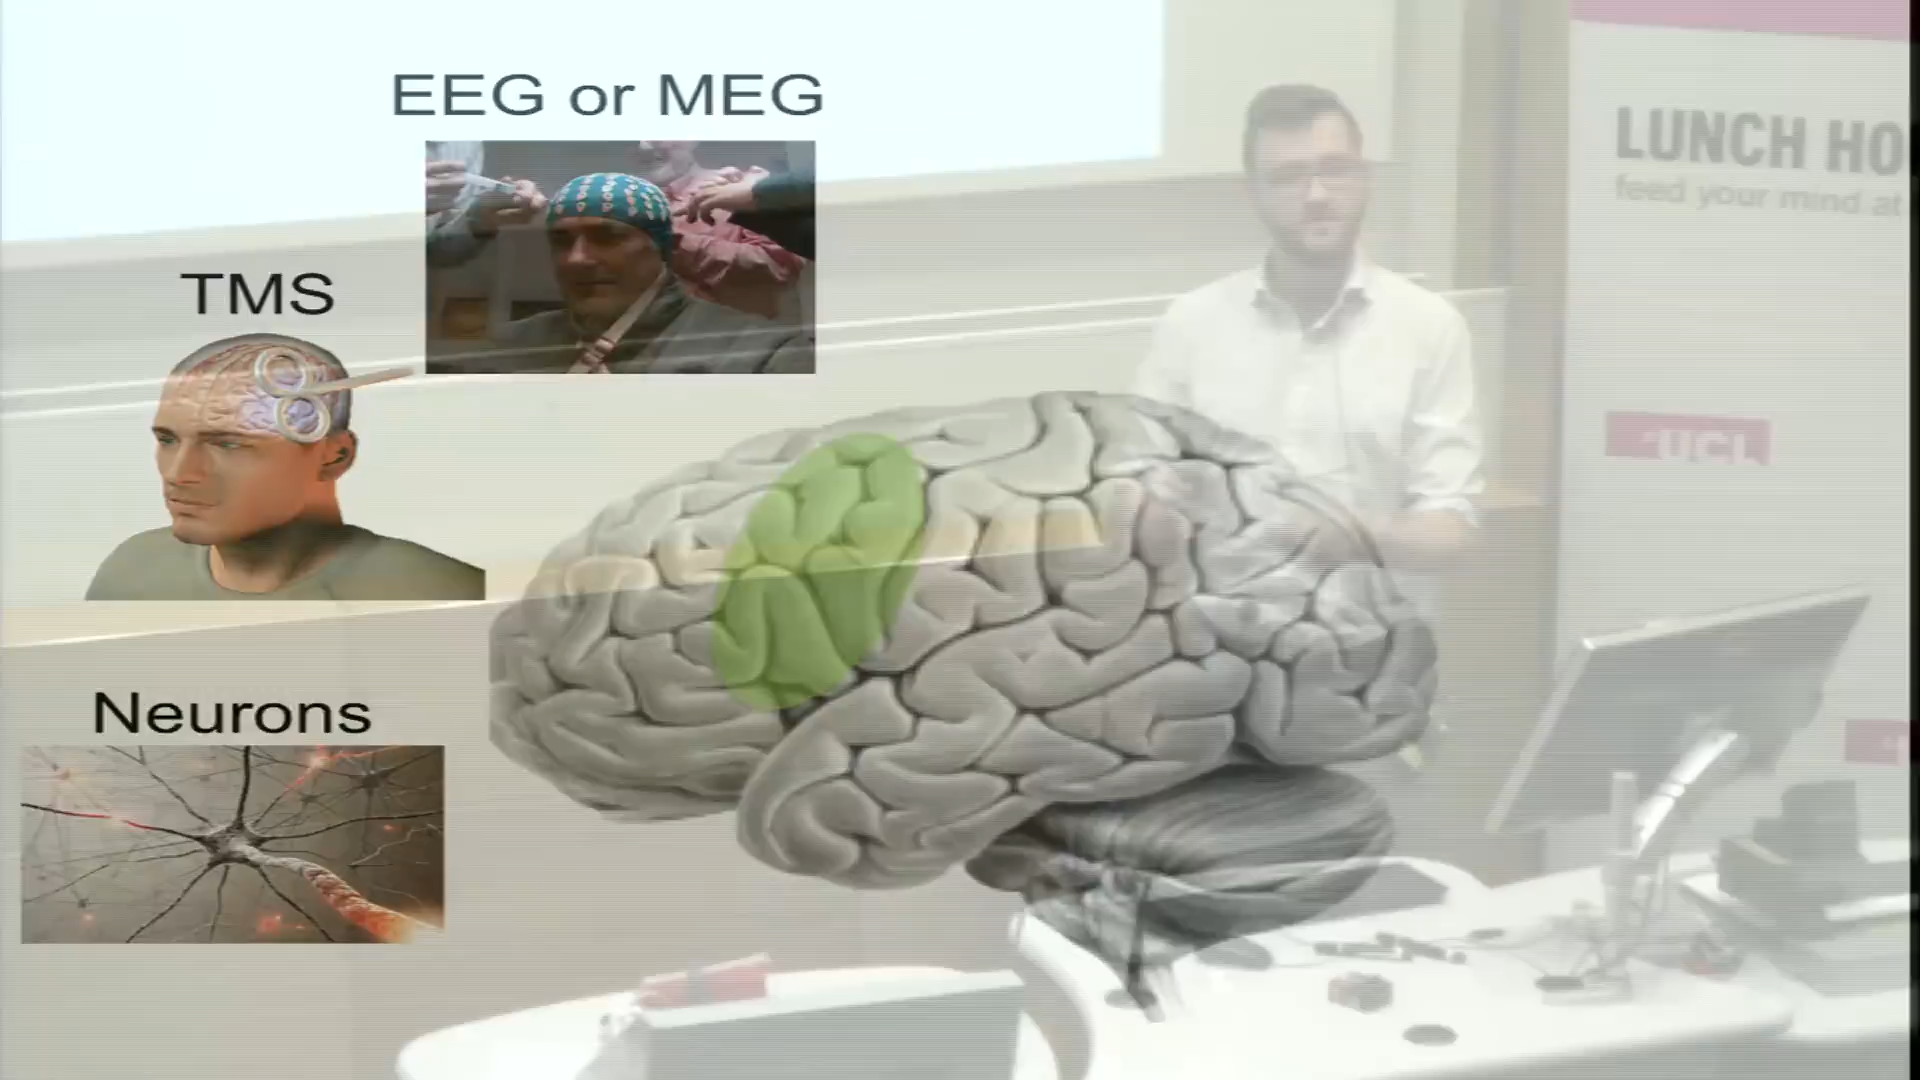 EEG or MEG
TMS
Neurons
LUNCH HO
feed your mind at
UCL